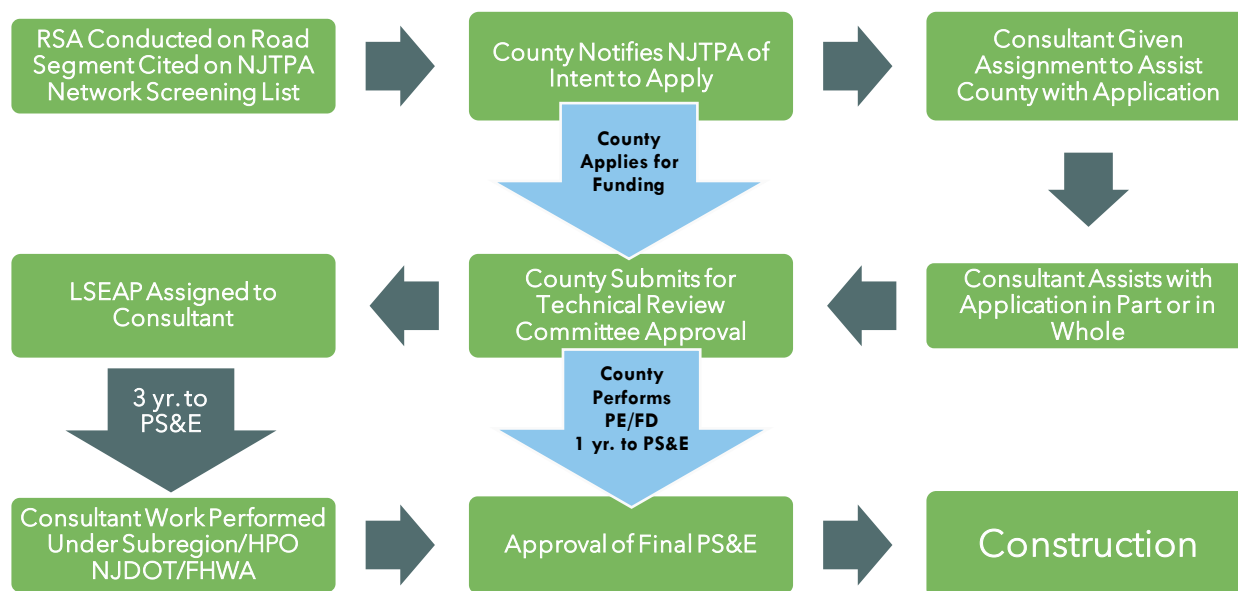 RSA Conducted on Road
Segment Cited on NJTPA
Network Screening List
County Notifies NJTPA of
Intent to Apply
Consultant Given
Assignment to Assist
County with Application
County
Applies for
Funding
LSEAP Assigned to
Consultant
County Submits for
Technical Review
Committee Approval
Consultant Assists with
Application in Part or in
Whole
3 yr. to
PS&E
County
Performs
PE/FD
1 yr. to PS&E
Consultant Work Performed
Under Subregion/HPO
NJDOT/FHWA
Approval of Final PS&E
Construction